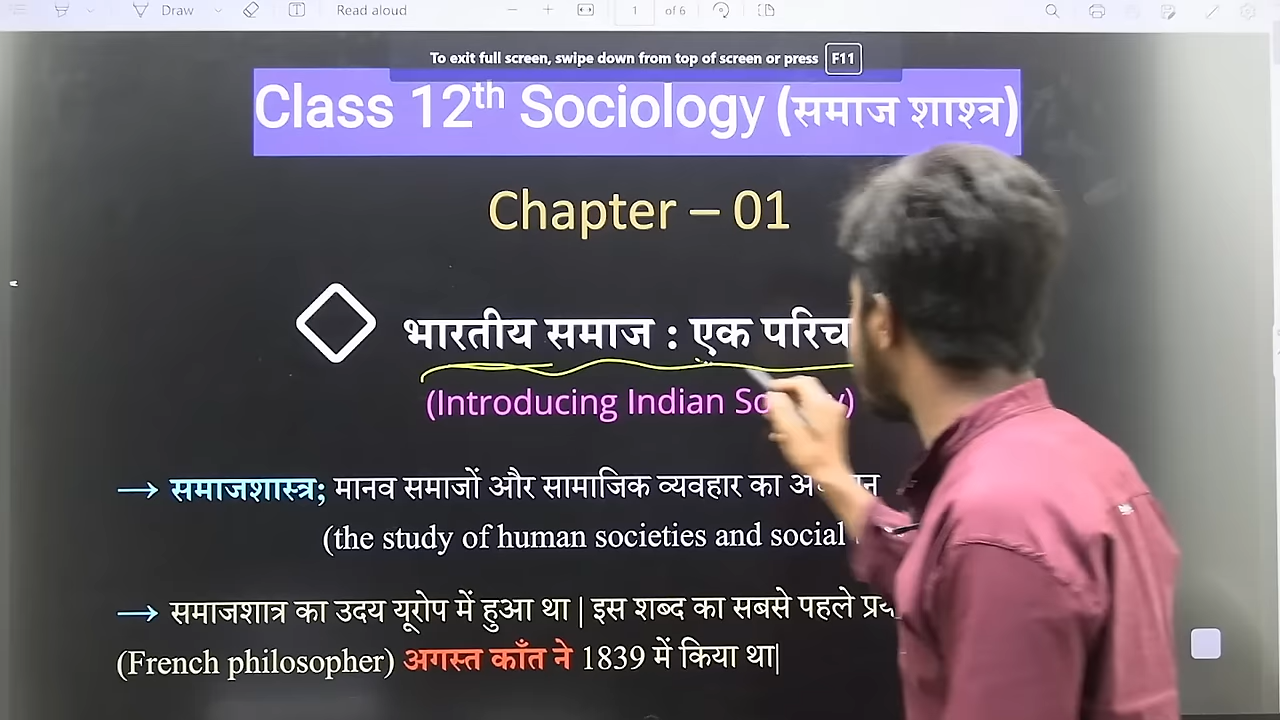 Draw
Read aloud
1 of 6
To exit full screen, swipe down from top of screen or press F11
Class 12th Sociology (समाज शाश्त्र)
Chapter – 01
भारतीय समाज : एक
(Introducing Indian
→ समाजशास्त्र; मानव समाजों और सामाजिक व्यवहार का
(the study of human societies and social
→ समाजशात्र का उदय यूरोप में हुआ था | इस शब्द का सबसे पहले
(French philosopher) अगस्त काँत ने 1839 में किया था|